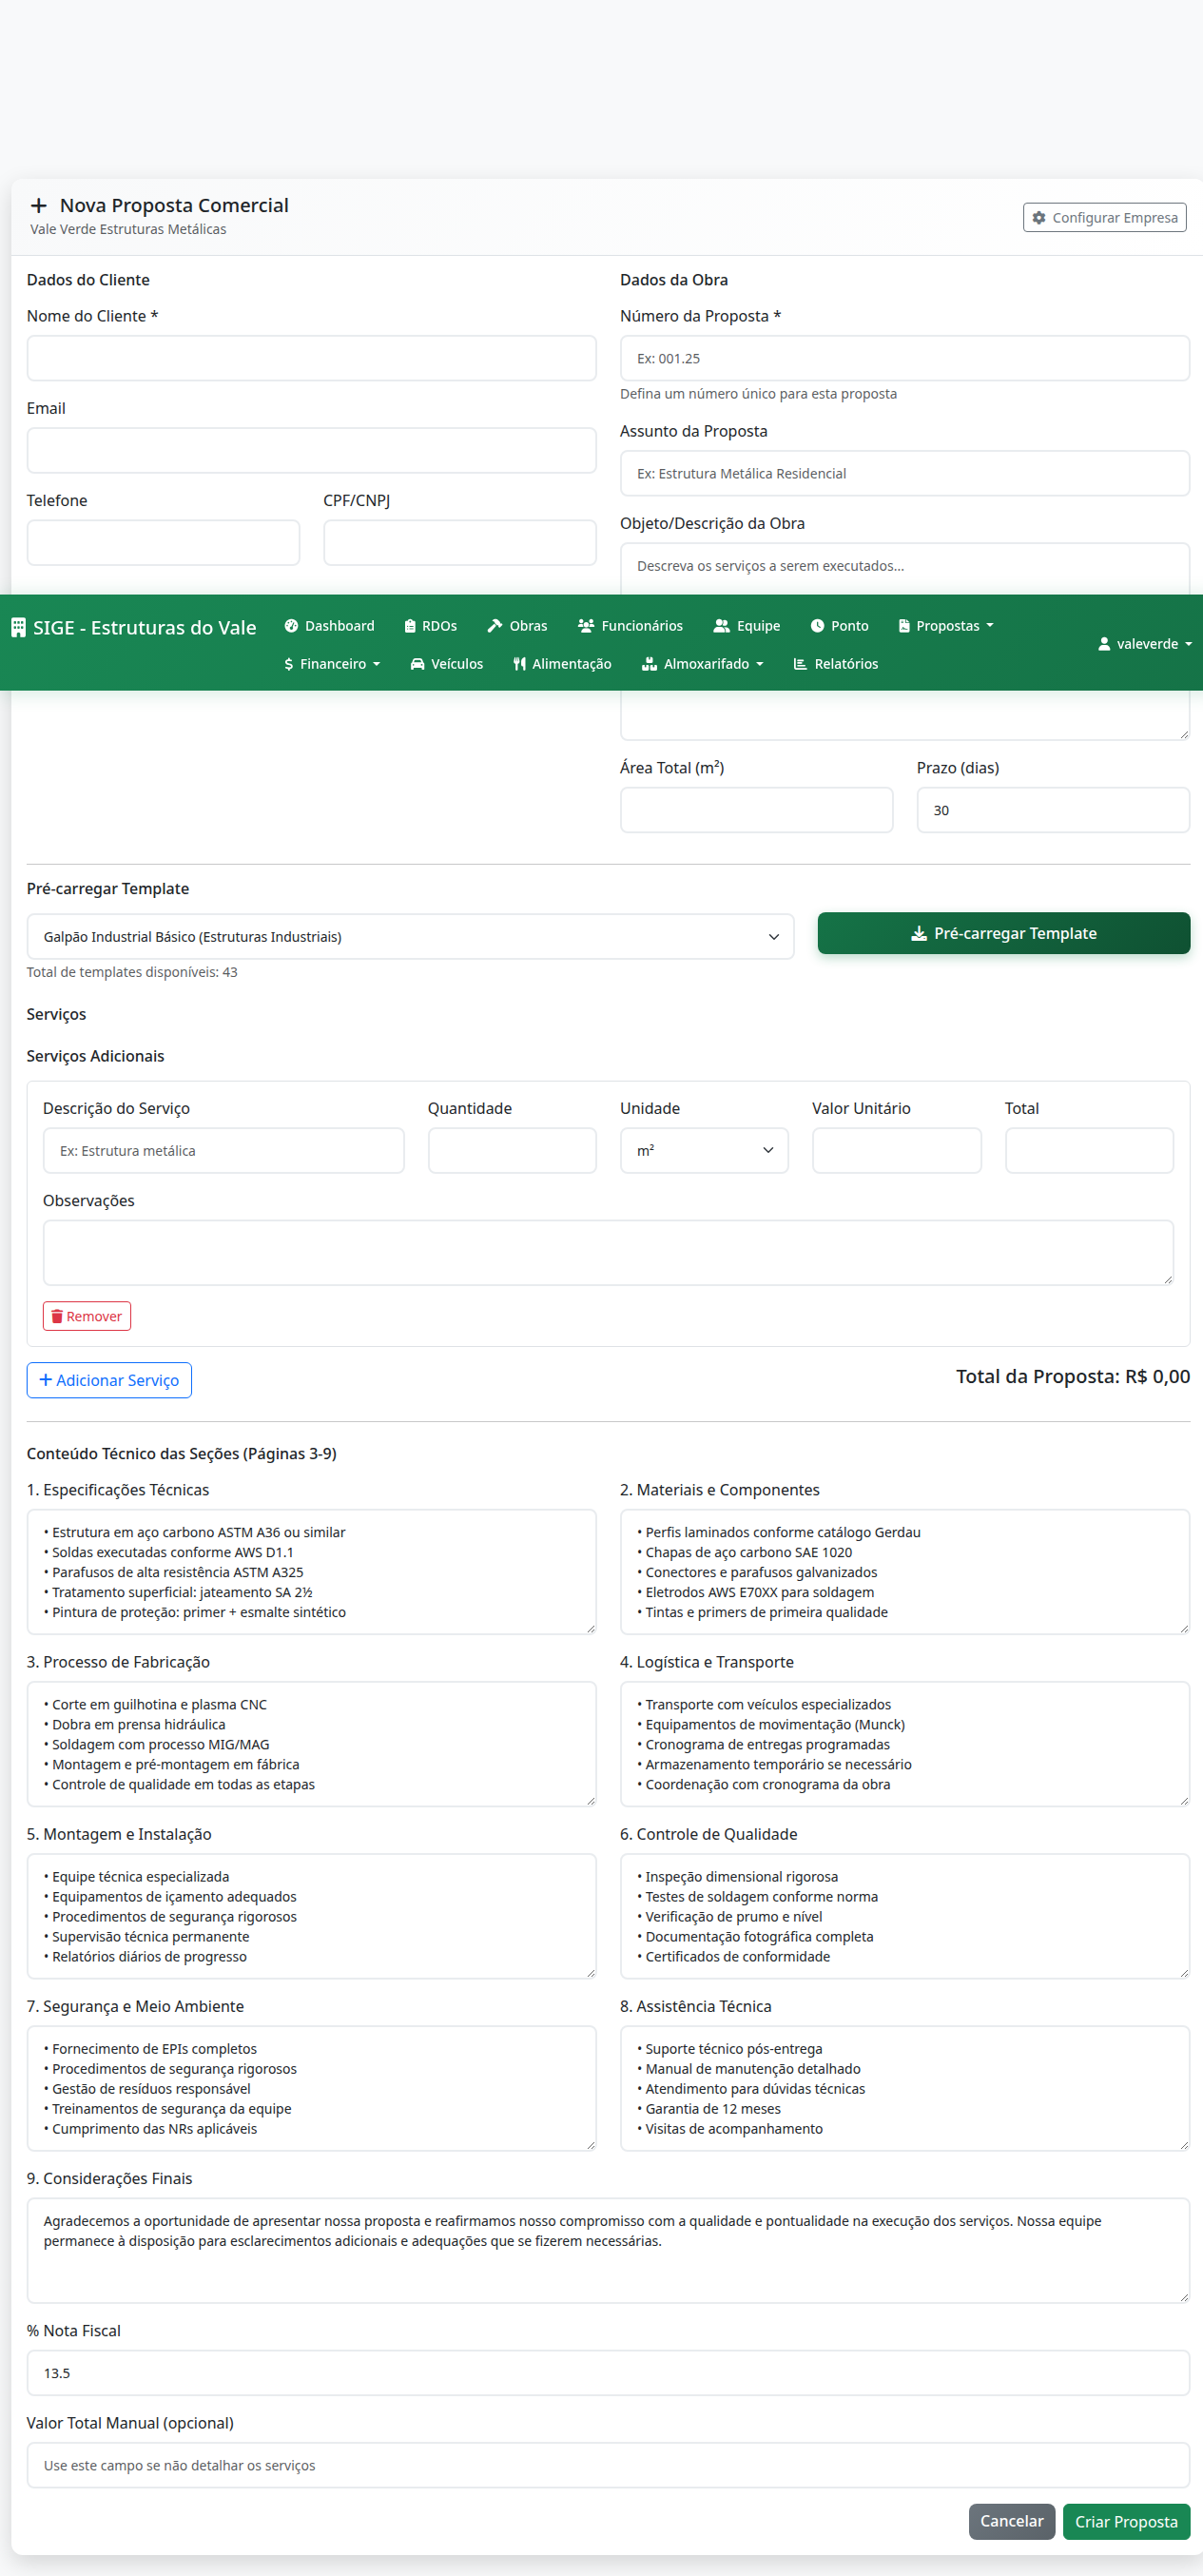 Nova Proposta Comercial
Vale Verde Estruturas Metálicas
Configurar Empresa
Dados do Cliente
Nome do Cliente *
Email
Telefone
CPF/CNPJ
Dados da Obra
Número da Proposta *
Ex: 001.25
Defina um número único para esta proposta
Assunto da Proposta
Ex: Estrutura Metálica Residencial
Objeto/Descrição da Obra
Descreva os serviços a serem executados...
SIGE - Estruturas do Vale
Dashboard
RDOs
Obras
Funcionários
Equipe
Ponto
Propostas
Financeiro
Veículos
Alimentação
Almoxarifado
Relatórios
valeverde
Área Total (m²)
Prazo (dias)
30
Pré-carregar Template
Galpão Industrial Básico (Estruturas Industriais)
Pré-carregar Template
Total de templates disponíveis: 43
Serviços
Serviços Adicionais
Descrição do Serviço
Quantidade
Unidade
Valor Unitário
Total
Ex: Estrutura metálica
m²
Observações
Remover
Adicionar Serviço
Total da Proposta: R$ 0,00
Conteúdo Técnico das Seções (Páginas 3-9)
1. Especificações Técnicas
• Estrutura em aço carbono ASTM A36 ou similar
• Soldas executadas conforme AWS D1.1
• Parafusos de alta resistência ASTM A325
• Tratamento superficial: jateamento SA 2½
• Pintura de proteção: primer + esmalte sintético
2. Materiais e Componentes
• Perfis laminados conforme catálogo Gerdau
• Chapas de aço carbono SAE 1020
• Conectores e parafusos galvanizados
• Eletrodos AWS E70XX para soldagem
• Tintas e primers de primeira qualidade
3. Processo de Fabricação
• Corte em guilhotina e plasma CNC
• Dobra em prensa hidráulica
• Soldagem com processo MIG/MAG
• Montagem e pré-montagem em fábrica
• Controle de qualidade em todas as etapas
4. Logística e Transporte
• Transporte com veículos especializados
• Equipamentos de movimentação (Munck)
• Cronograma de entregas programadas
• Armazenamento temporário se necessário
• Coordenação com cronograma da obra
5. Montagem e Instalação
• Equipe técnica especializada
• Equipamentos de içamento adequados
• Procedimentos de segurança rigorosos
• Supervisão técnica permanente
• Relatórios diários de progresso
6. Controle de Qualidade
• Inspeção dimensional rigorosa
• Testes de soldagem conforme norma
• Verificação de prumo e nível
• Documentação fotográfica completa
• Certificados de conformidade
7. Segurança e Meio Ambiente
• Fornecimento de EPIs completos
• Procedimentos de segurança rigorosos
• Gestão de resíduos responsável
• Treinamentos de segurança da equipe
• Cumprimento das NRs aplicáveis
8. Assistência Técnica
• Suporte técnico pós-entrega
• Manual de manutenção detalhado
• Atendimento para dúvidas técnicas
• Garantia de 12 meses
• Visitas de acompanhamento
9. Considerações Finais
Agradecemos a oportunidade de apresentar nossa proposta e reafirmamos nosso compromisso com a qualidade e pontualidade na execução dos serviços. Nossa equipe
permanece à disposição para esclarecimentos adicionais e adequações que se fizerem necessárias.
% Nota Fiscal
13.5
Valor Total Manual (opcional)
Use este campo se não detalhar os serviços
Cancelar
Criar Proposta